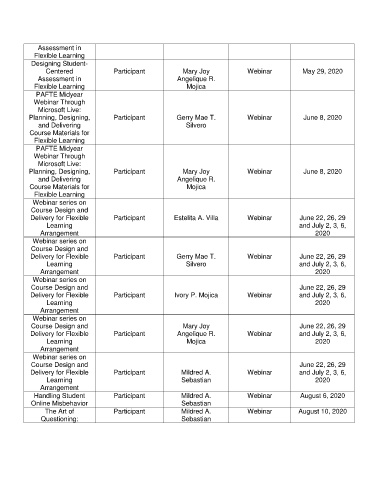 Assessment in
Flexible Learning
Designing Student-
Centered
Assessment in
Flexible Learning
Participant
Mary Joy
Angelique R.
Mojica
Webinar
May 29, 2020
PAFTE Midyear
Webinar Through
Microsoft Live:
Planning, Designing,
and Delivering
Course Materials for
Flexible Learning
Participant
Gerry Mae T.
Silvero
Webinar
June 8, 2020
PAFTE Midyear
Webinar Through
Microsoft Live:
Planning, Designing,
and Delivering
Course Materials for
Flexible Learning
Participant
Mary Joy
Angelique R.
Mojica
Webinar
June 8, 2020
Webinar series on
Course Design and
Delivery for Flexible
Learning
Arrangement
Participant
Estelita A. Villa
Webinar
June 22, 26, 29
and July 2, 3, 6,
2020
Webinar series on
Course Design and
Delivery for Flexible
Learning
Arrangement
Participant
Gerry Mae T.
Silvero
Webinar
June 22, 26, 29
and July 2, 3, 6,
2020
Webinar series on
Course Design and
Delivery for Flexible
Learning
Arrangement
Participant
Ivory P. Mojica
Webinar
June 22, 26, 29
and July 2, 3, 6,
2020
Webinar series on
Course Design and
Delivery for Flexible
Learning
Arrangement
Participant
Mary Joy
Angelique R.
Mojica
Webinar
June 22, 26, 29
and July 2, 3, 6,
2020
Webinar series on
Course Design and
Delivery for Flexible
Learning
Arrangement
Participant
Mildred A.
Sebastian
Webinar
June 22, 26, 29
and July 2, 3, 6,
2020
Handling Student
Online Misbehavior
Participant
Mildred A.
Sebastian
Webinar
August 6, 2020
The Art of
Questioning:
Participant
Mildred A.
Sebastian
Webinar
August 10, 2020